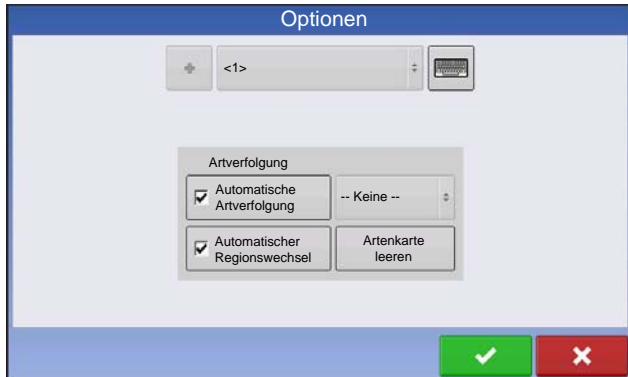 Optionen
<1>
Artverfolgung
Automatische
Artverfolgung
-- Keine --
Automatischer
Regionswechsel
Artenkarte
leeren